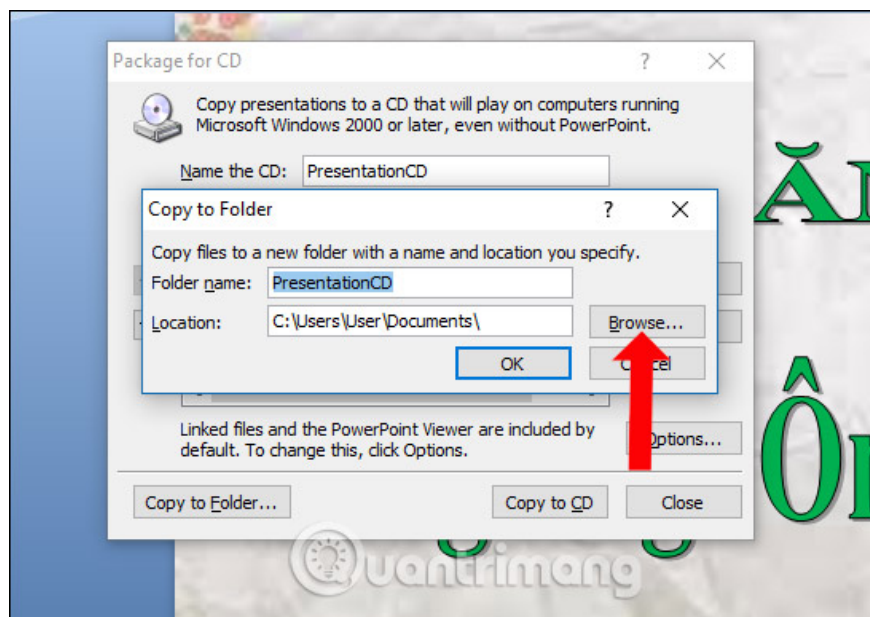 Package for CD
Copy presentations to a CD that will play on computers running
Microsoft Windows 2000 or later, even without PowerPoint.
Name the CD: PresentationCD
Copy to Folder
Copy files to a new folder with a name and location you specify.
Folder name: PresentationCD
Location: C:\Users\User\Documents\ Browse...
OK
Linked files and the PowerPoint Viewer are included by
default. To change this, click Options.
Options...
Copy to Folder... Copy to CD Close
Quantrimang